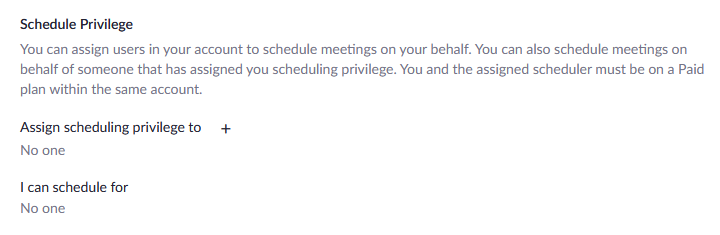 Schedule Privilege
You can assign users in your account to schedule meetings on your behalf. You can also schedule meetings on
behalf of someone that has assigned you scheduling privilege. You and the assigned scheduler must be on a Paid
plan within the same account.
Assign scheduling privilege to +
No one
I can schedule for
No one